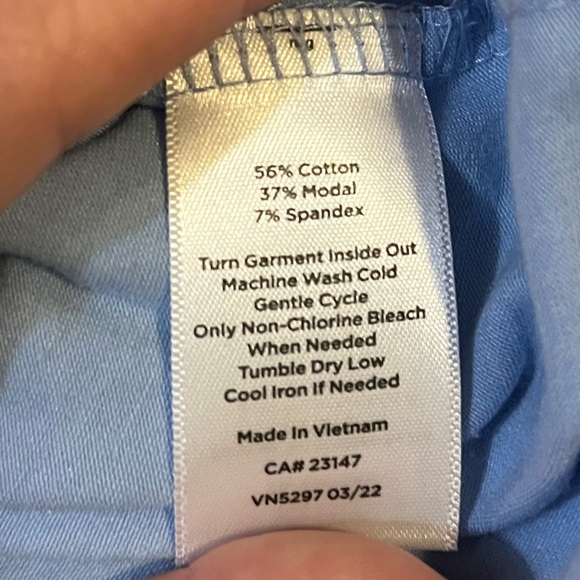 56% Cotton
37% Modal
7% Spandex
Turn Garment Inside Out
Machine Wash Cold
Gentle Cycle
Only Non-Chlorine Bleach
When Needed
Tumble Dry Low
Cool Iron If Needed
Made In Vietnam
CA# 23147
VN5297 03/22